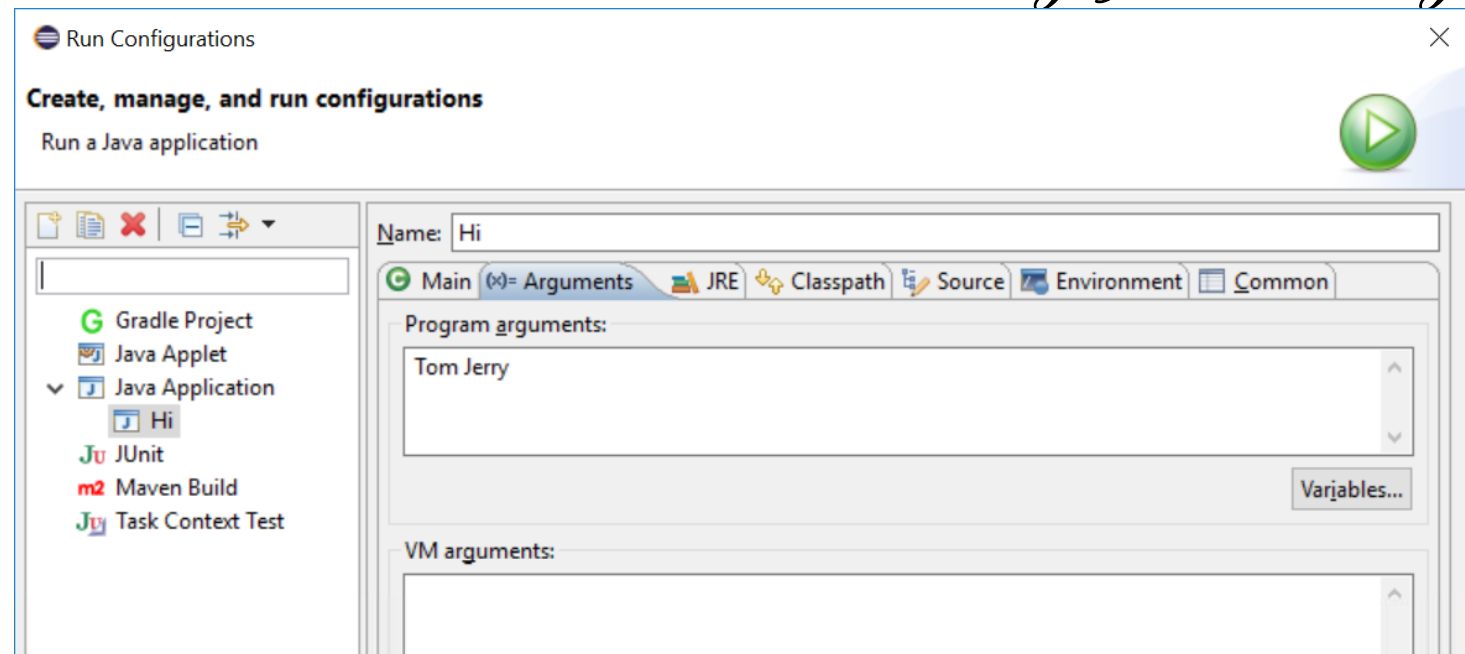 Run Configurations
Create, manage, and run configurations
Run a Java application
Name: Hi
Main (x)= Arguments JRE Classpath Source Environment Common
Gradle Project
Java Applet
Java Application
Hi
JUnit
Maven Build
Task Context Test
Program arguments:
Tom Jerry
Variables...
VM arguments: